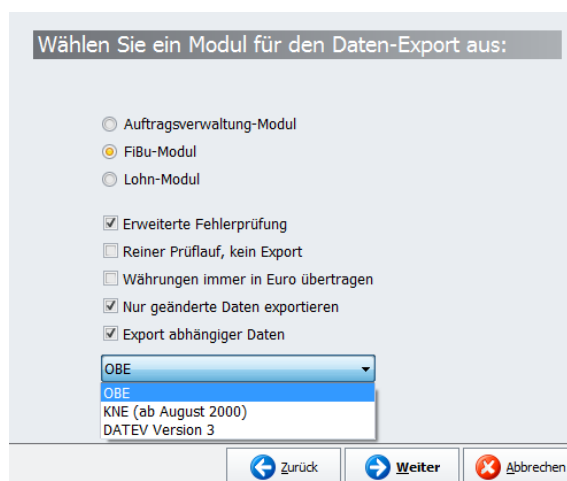 Wählen Sie ein Modul für den Daten-Export aus:
Auftragsverwaltung-Modul
FiBu-Modul
Lohn-Modul
Erweiterte Fehlerprüfung
Reiner Prüflauf, kein Export
Währungen immer in Euro übertragen
Nur geänderte Daten exportieren
Export abhängiger Daten
OBE
OBE
KNE (ab August 2000)
DATEV Version 3
Zurück Weiter Abbrechen